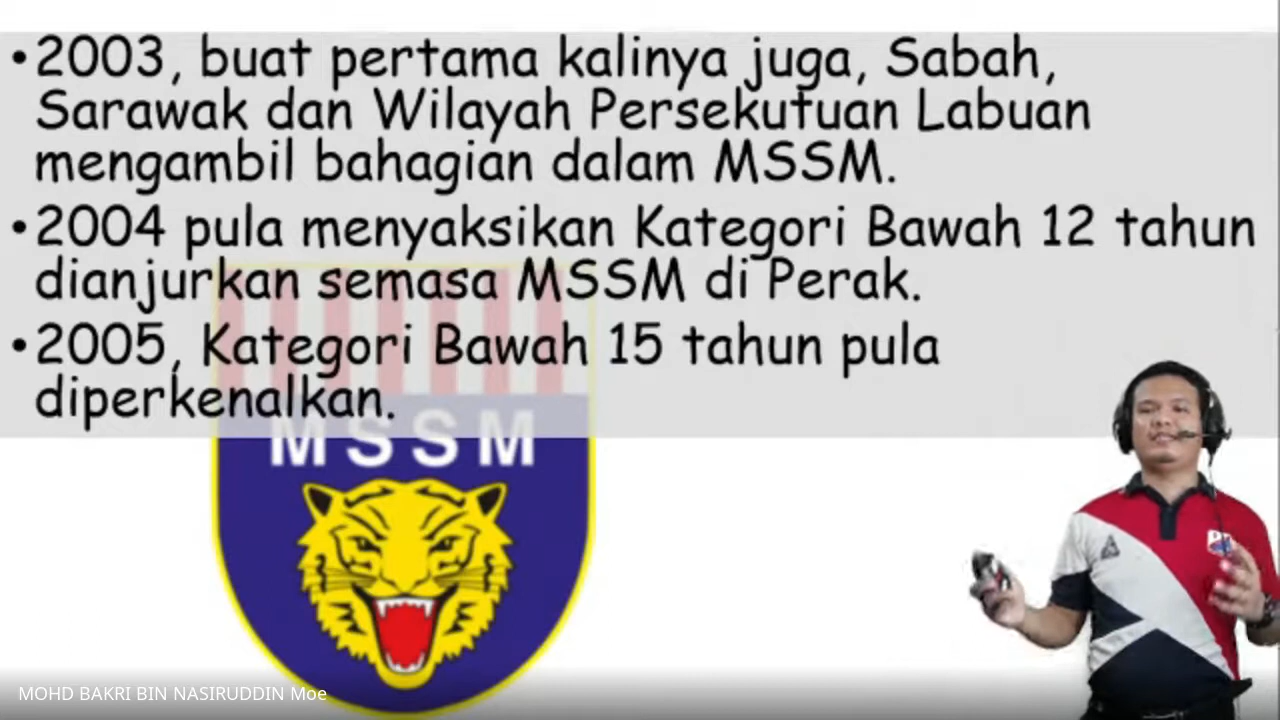 •2003, buat pertama kalinya juga, Sabah,
Sarawak dan Wilayah Persekutuan Labuan
mengambil bahagian dalam MSSM.
•2004 pula menyaksikan Kategori Bawah 12 tahun
dianjurkan semasa MSSM di Perak.
•2005, Kategori Bawah 15 tahun pula
diperkenalkan.
MSSM
MOHD BAKRI BIN NASIRUDDIN Moe